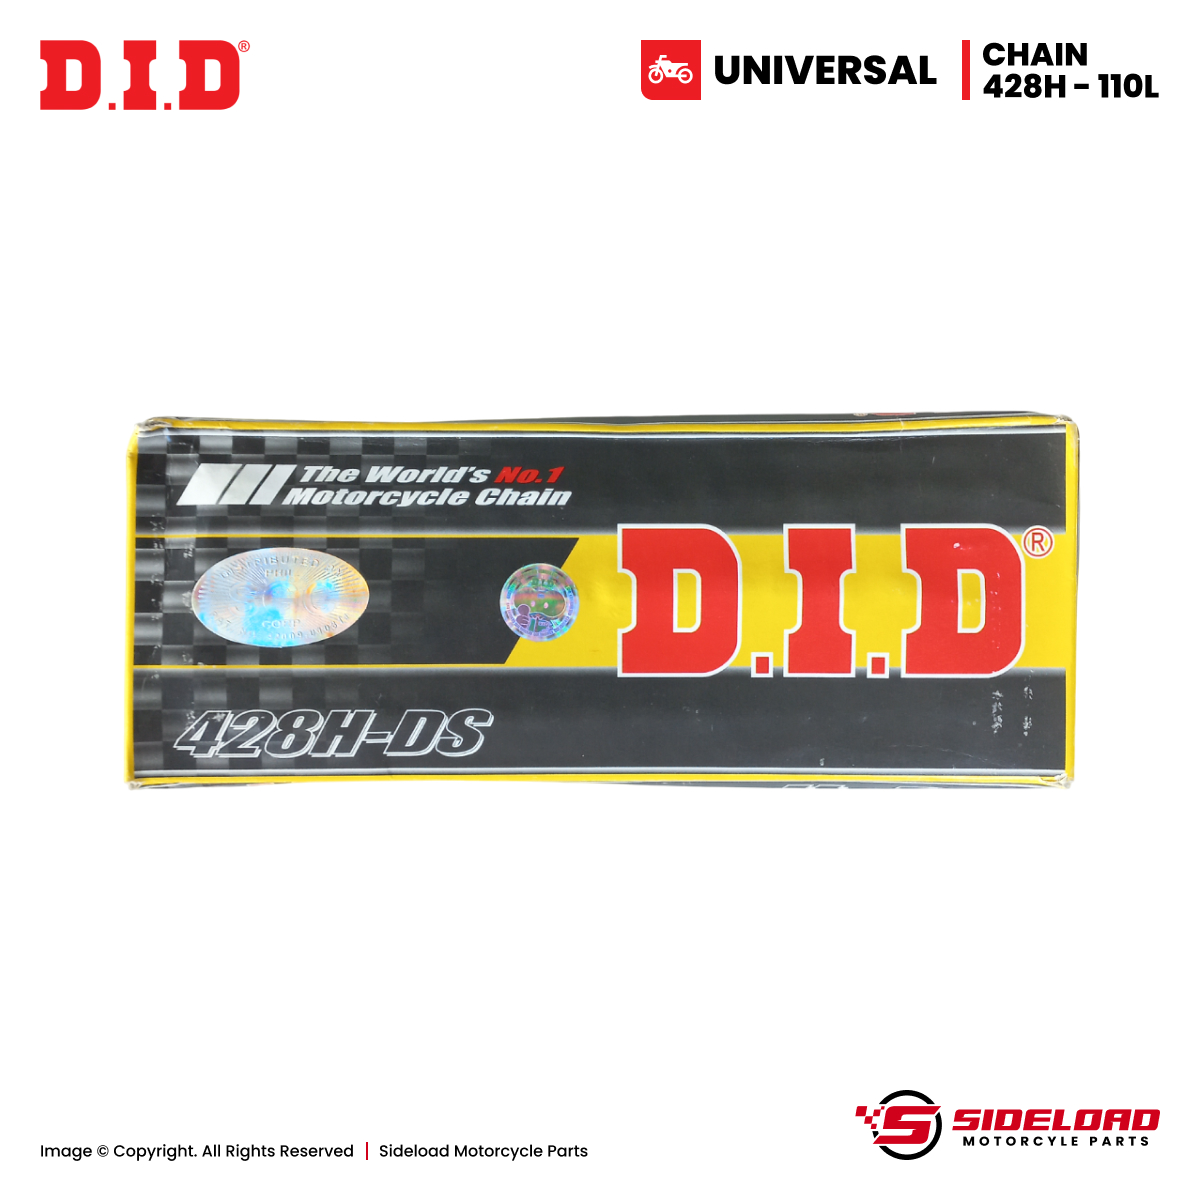 D.I.D®
UNIVERSAL
CHAIN
428H - 110L
The World's No.1
Motorcycle Chain
D.I.D®
D.I.D
428H-DS
SIDELOAD
MOTORCYLE PARTS
Image © Copyright. All Rights Reserved | Sideload Motorcycle Parts